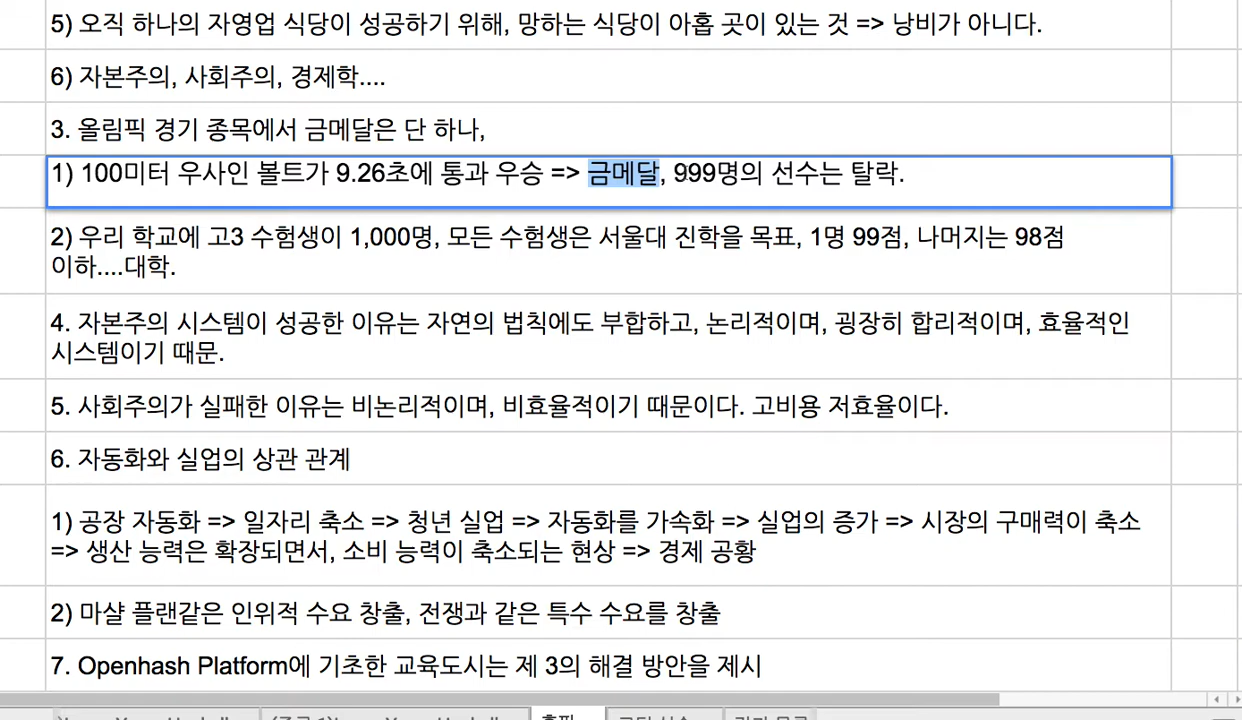 5) 오직 하나의 자영업 식당이 성공하기 위해, 망하는 식당이 아홉 곳이 있는 것 => 낭비가 아니다.
6) 자본주의, 사회주의, 경제학....
3. 올림픽 경기 종목에서 금메달은 단 하나,
1) 100미터 우사인 볼트가 9.26초에 통과 우승 => 금메달, 999명의 선수는 탈락.
2) 우리 학교에 고3 수험생이 1,000명, 모든 수험생은 서울대 진학을 목표, 1명 99점, 나머지는 98점
이하....대학.
4. 자본주의 시스템이 성공한 이유는 자연의 법칙에도 부합하고, 논리적이며, 굉장히 합리적이며, 효율적인
시스템이기 때문.
5. 사회주의가 실패한 이유는 비논리적이며, 비효율적이기 때문이다. 고비용 저효율이다.
6. 자동화와 실업의 상관 관계
1) 공장 자동화 => 일자리 축소 => 청년 실업 => 자동화를 가속화 => 실업의 증가 => 시장의 구매력이 축소
=> 생산 능력은 확장되면서, 소비 능력이 축소되는 현상 => 경제 공황
2) 마샬 플랜같은 인위적 수요 창출, 전쟁과 같은 특수 수요를 창출
7. Openhash Platform에 기초한 교육도시는 제 3의 해결 방안을 제시